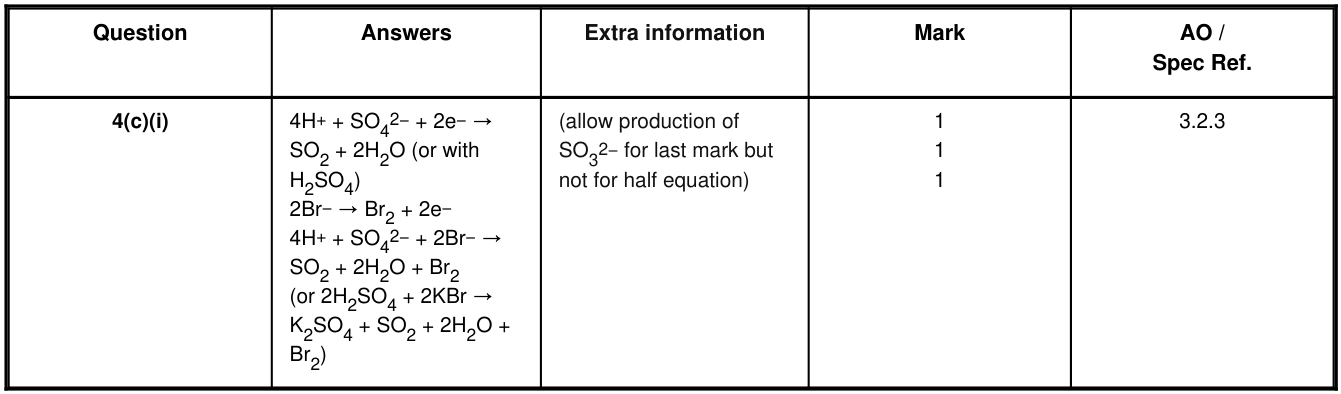 Question Answers Extra information Mark AO /
Spec Ref.
4(c)(i) 4H+ + SO₄²⁻ + 2e⁻ → (allow production of 1 3.2.3
SO₂ + 2H₂O (or with SO₃²⁻ for last mark but 1
H₂SO₄) not for half equation) 1
2Br⁻ → Br₂ + 2e⁻
4H⁺ + SO₄²⁻ + 2Br⁻ →
SO₂ + 2H₂O + Br₂
(or 2H₂SO₄ + 2KBr →
K₂SO₄ + SO₂ + 2H₂O +
Br₂)